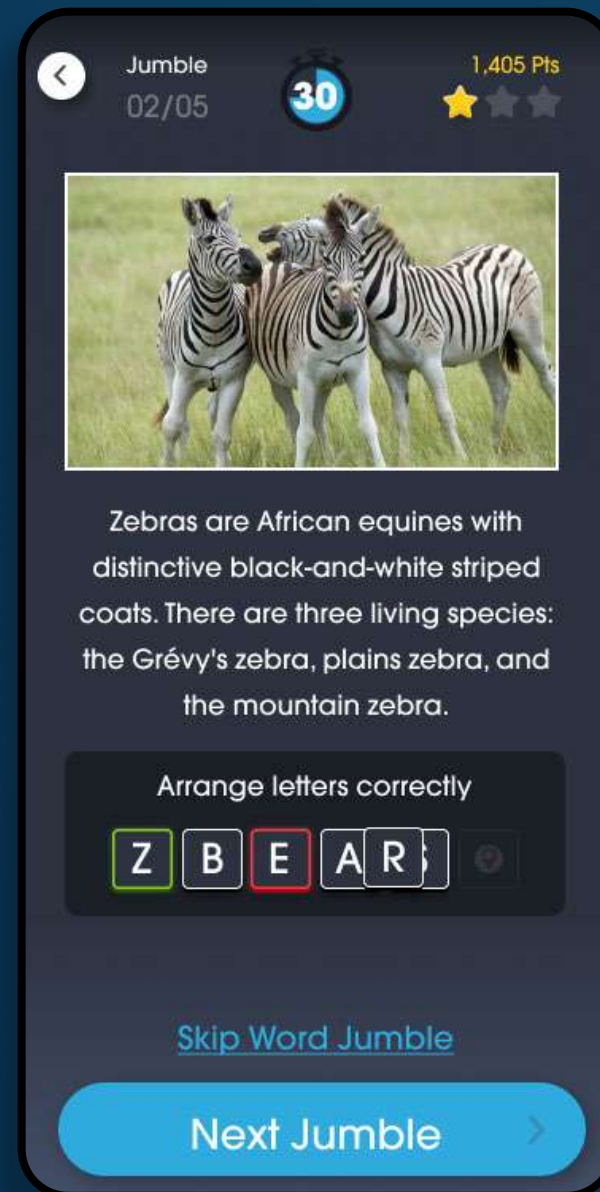 Jumble
02/05
30
1,405 Pts
Zebras are African equines with
distinctive black-and-white striped
coats. There are three living species:
the Grévy's zebra, plains zebra, and
the mountain zebra.
Arrange letters correctly
Z B E A R S
Skip Word Jumble
Next Jumble